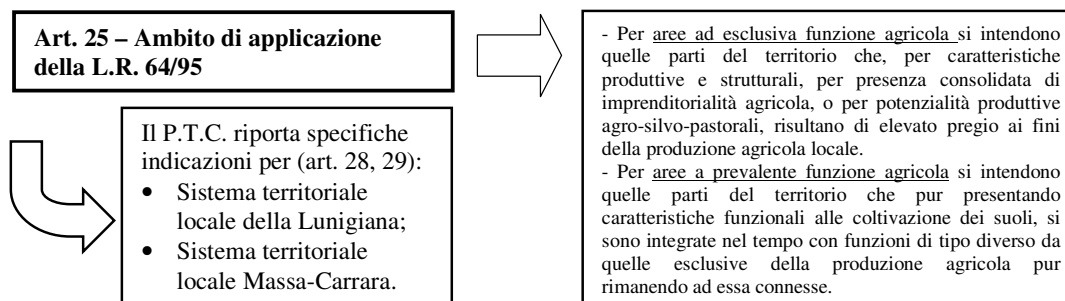 Art. 25 – Ambito di applicazione
della L.R. 64/95
Il P.T.C. riporta specifiche
indicazioni per (art. 28, 29):
• Sistema territoriale
locale della Lunigiana;
• Sistema territoriale
locale Massa-Carrara.
- Per aree ad esclusiva funzione agricola si intendono
quelle parti del territorio che, per caratteristiche
produttive e strutturali, per presenza consolidata di
imprenditorialità agricola, o per potenzialità produttive
agro-silvo-pastorali, risultano di elevato pregio ai fini
della produzione agricola locale.
- Per aree a prevalente funzione agricola si intendono
quelle parti del territorio che pur presentando
caratteristiche funzionali alle coltivazione dei suoli, si
sono integrate nel tempo con funzioni di tipo diverso da
quelle esclusive della produzione agricola pur
rimanendo ad essa connesse.